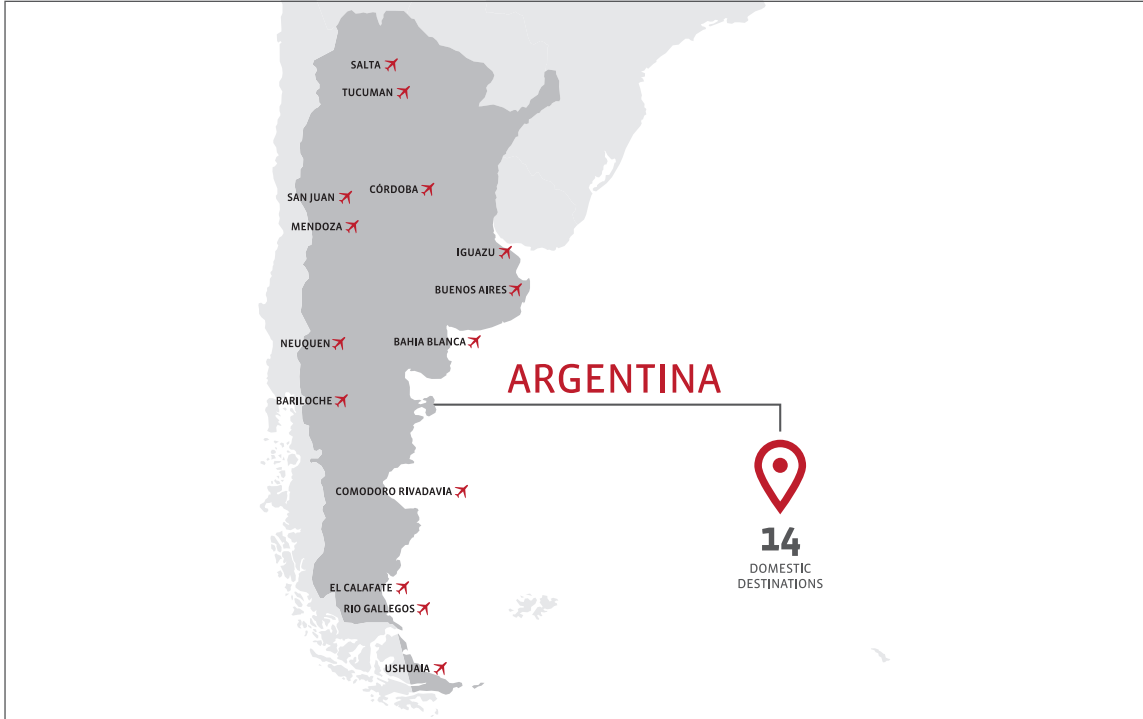 SALTA
TUCUMAN
CÓRDOBA
SAN JUAN
MENDOZA
IGUAZU
BUENOS AIRES
NEUQUEN
BAHIA BLANCA
ARGENTINA
BARILOCHE
COMODORO RIVADAVIA
14
DOMESTIC
DESTINATIONS
EL CALAFATE
RIO GALLEGOS
USHUAIA